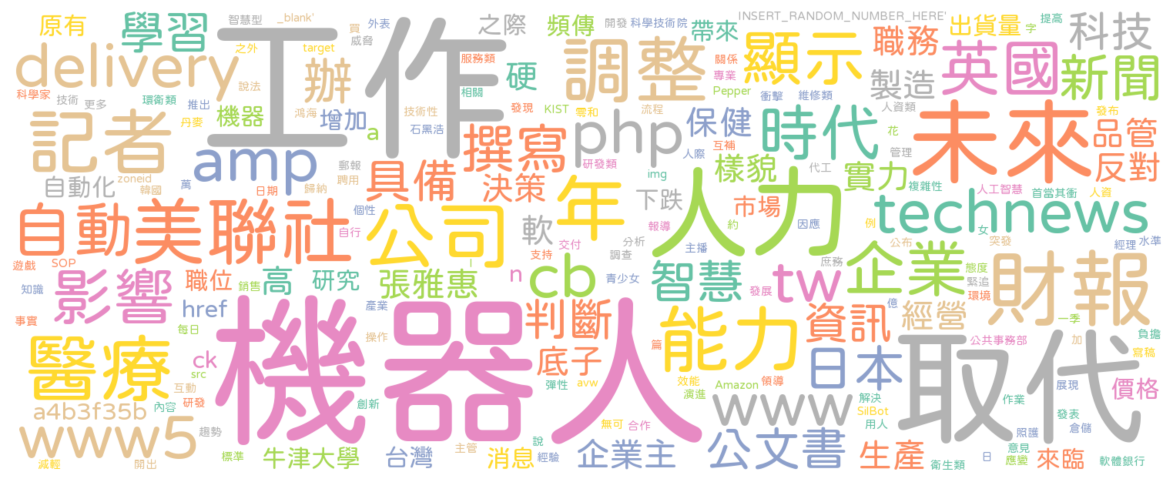 原有
智慧型
_blank'
工作
之際
頻傳
開發
科學技術院
INSERT_RANDOM_NUMBER_HERE'
出貨量
字
提高
科技
delivery
學習
之外
target
買
外表
威脅
帶來
關係
專業
Pepper
顯示
職務
英國
新聞
科學家
技術
更多
環衛類
推出
丹麥
機器
辦
鴻海
增加
服務類
相關
硬
調整
發現
KIST
零和
流程
衝擊
維修類
製造
人資類
發布
花
管理
記者
zoneid
韓國
自動化
amp
萬
日期
郵報
聘用
歸納
技術性
石黑浩
a
撰寫
具備
決策
php
研發類
img
人際
互補
保健
樣貌
代工
時代
實力
複雜性
未來
人工智慧
首當其衝
人資
品管
反對
自動
美聯社
個性
自行
公司
軟
年
下跌
市場
人力
約
報導
主播
因應
例
女
technews
遊戲
SOP
知識
事實
影響
職位
高
研究
銷售
href
每日
產業
張雅惠
n
支持
交付
cb
分析
調查
青少女
智慧
發展
tw
庶務
企業
公布
態度
緊追
環境
突發
財報
經理
水準
醫療
ck
src
互動
機器人
操作
創新
判斷
底子
彈性
avw
篇
能力
效能
演進
Amazon
領導
資訊
億
日本
解決
SilBot
用人
經營
取代
公共事務部
展現
作業
一季
加
負擔
寫稿
價格
發表
倉儲
a4b3f35b
內容
研發
www5
趨勢
減輕
開出
標準
牛津大學
台灣
主管
消息
說
經驗
無可
合作
企業主
www
公文書
生產
衛生類
日
照護
意見
應變
來臨
軟體銀行
說法